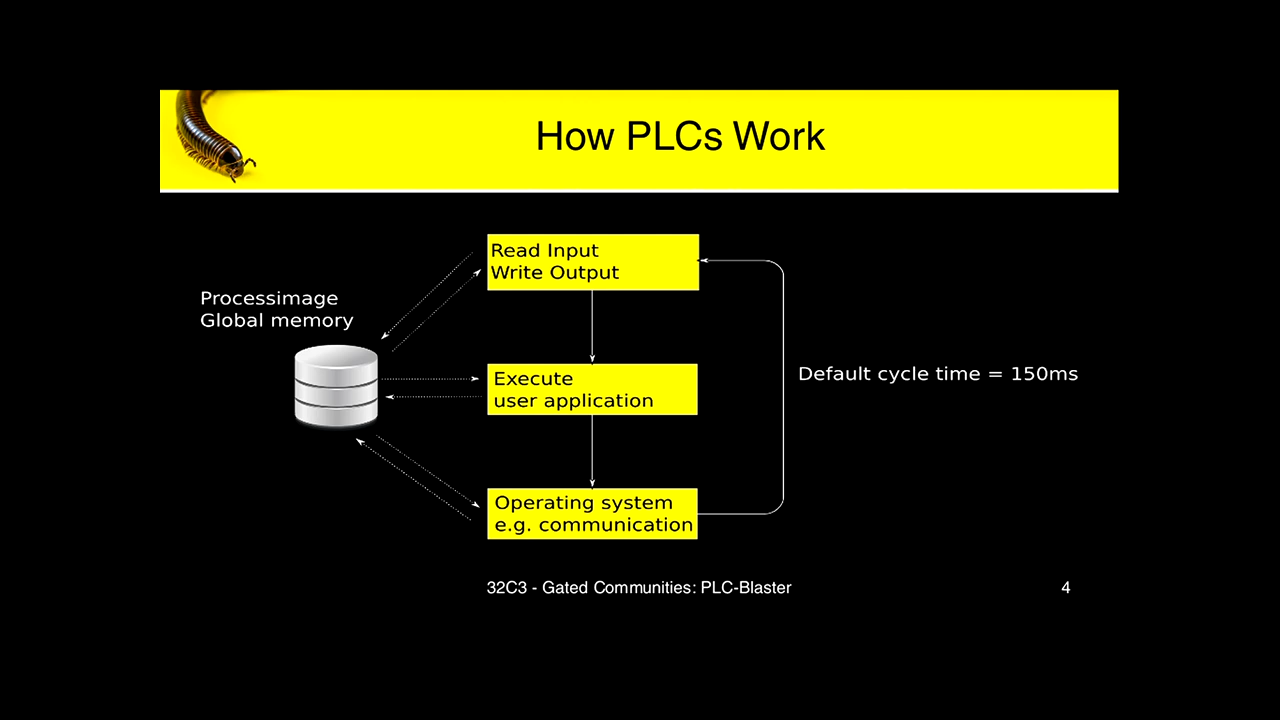 How PLCs Work
Read Input
Write Output
Processimage
Global memory
Execute
user application
Default cycle time = 150ms
Operating system
e.g. communication
32C3 - Gated Communities: PLC-Blaster
4